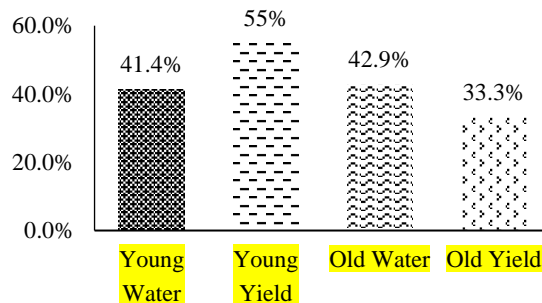 60.0%
55%
41.4%
42.9%
40.0%
33.3%
20.0%
0.0%
Young
Water
Young
Yield
Old Water
Old Yield